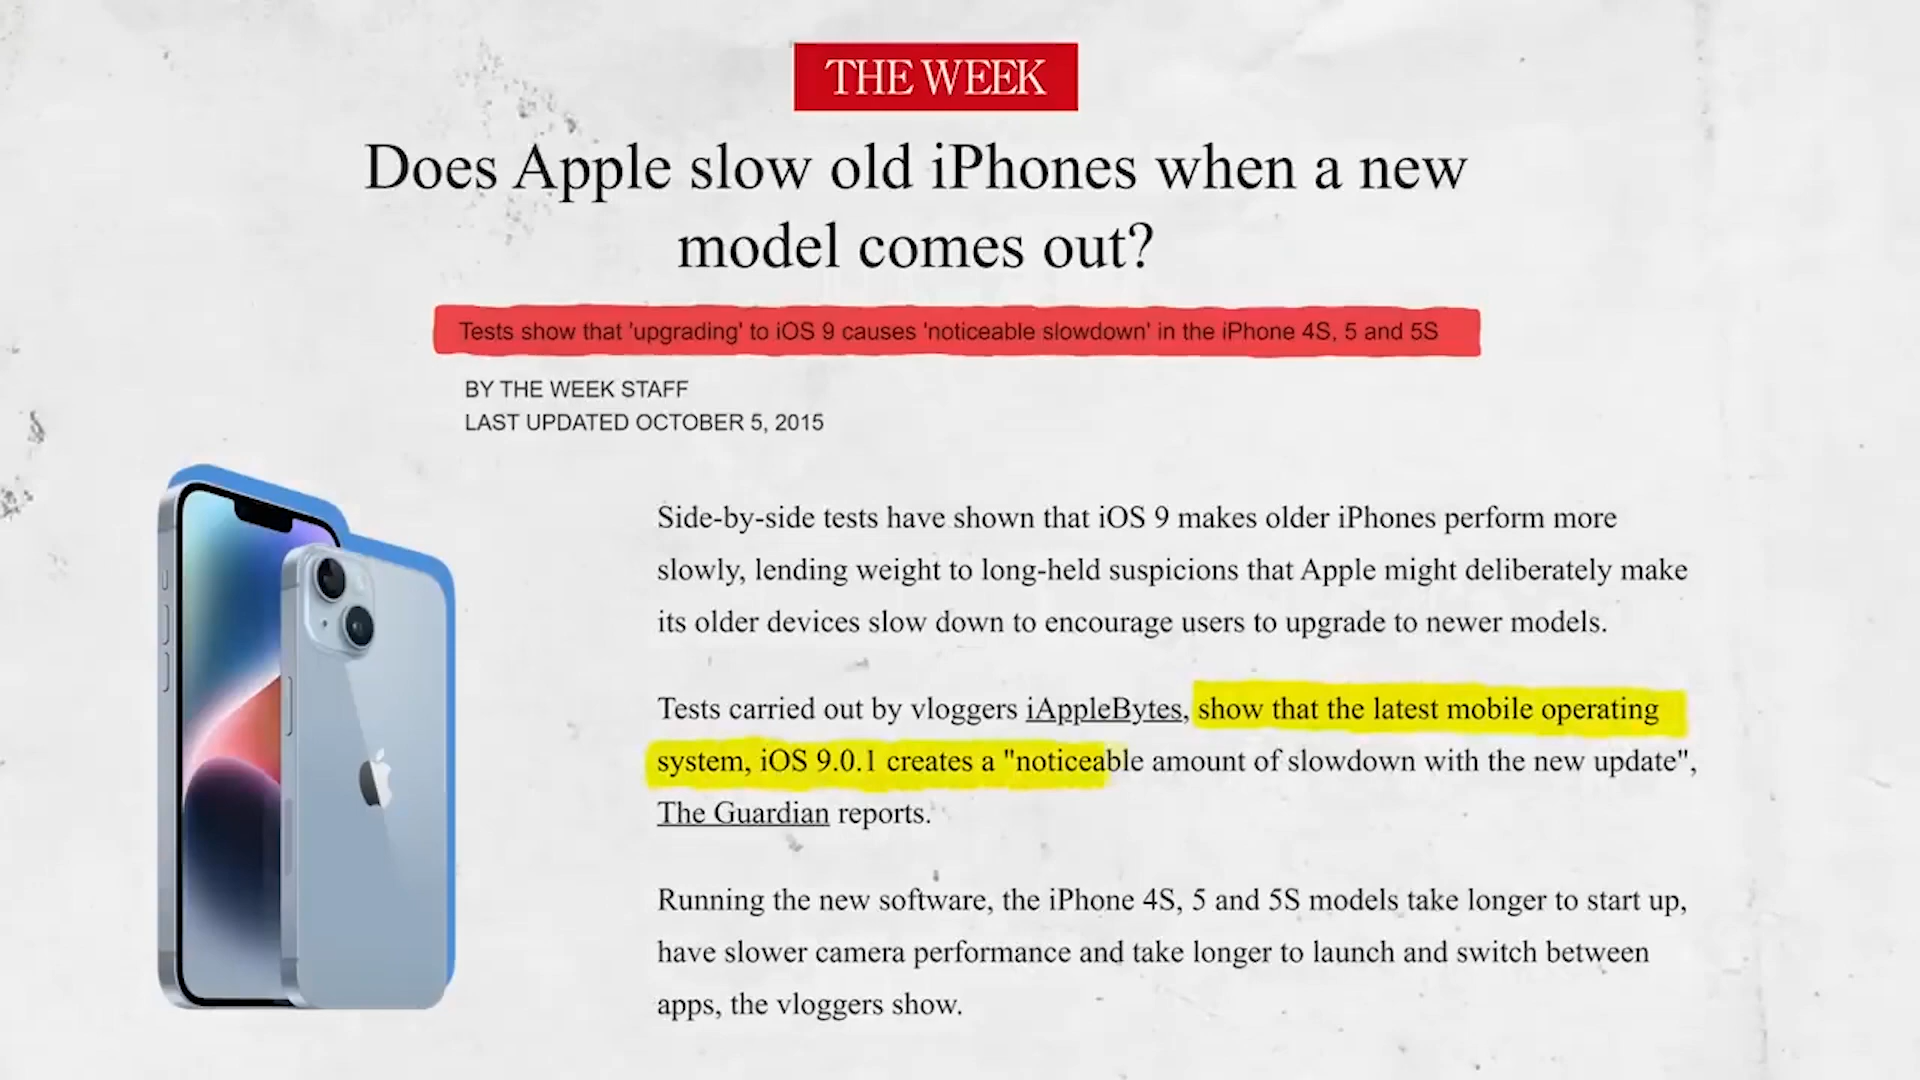 THE WEEK
Does Apple slow old iPhones when a new
model comes out?
Tests show that 'upgrading' to iOS 9 causes 'noticeable slowdown' in the iPhone 4S, 5 and 5S
BY THE WEEK STAFF
LAST UPDATED OCTOBER 5, 2015
Side-by-side tests have shown that iOS 9 makes older iPhones perform more
slowly, lending weight to long-held suspicions that Apple might deliberately make
its older devices slow down to encourage users to upgrade to newer models.
Tests carried out by vloggers iAppleBytes, show that the latest mobile operating
system, iOS 9.0.1 creates a "noticeable amount of slowdown with the new update",
The Guardian reports.
Running the new software, the iPhone 4S, 5 and 5S models take longer to start up,
have slower camera performance and take longer to launch and switch between
apps, the vloggers show.